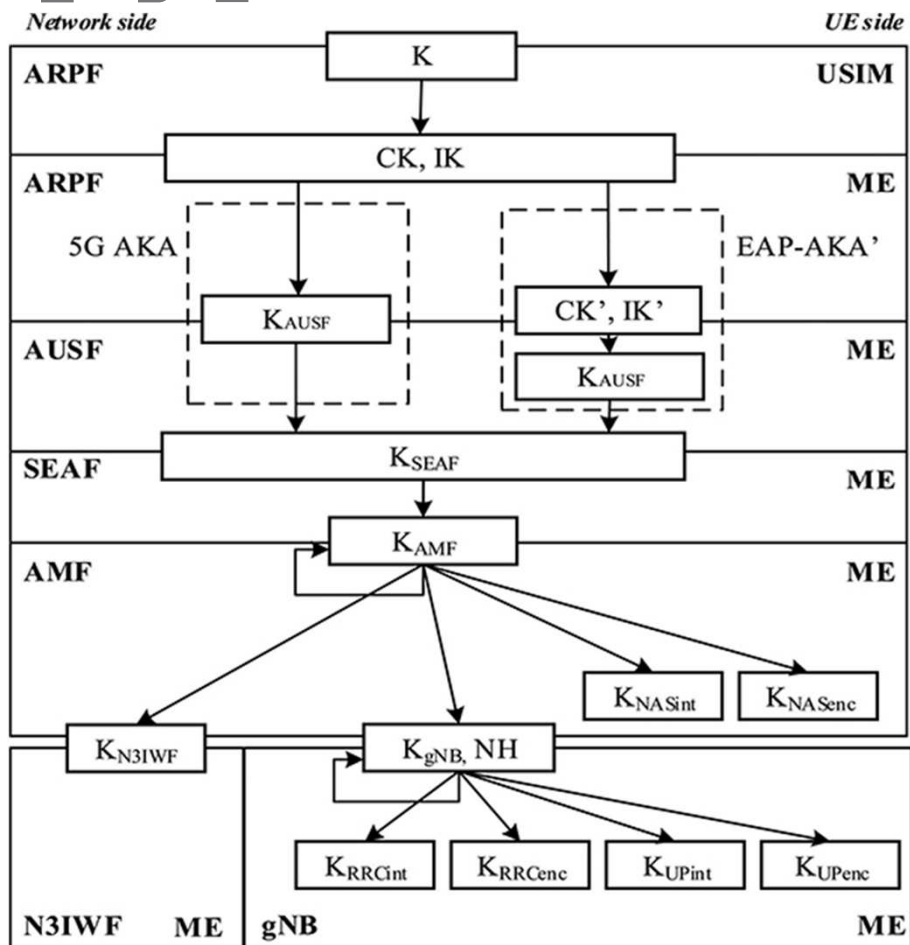 Network side
UE side
K
ARPF
USIM
CK, IK
ARPF
ME
5G AKA
EAP-AKA’
KAUSF
CK’, IK’
AUSF
ME
KAUSF
KSEAF
SEAF
ME
KAMF
AMF
ME
KNASint
KNASenc
KN3IWF
KgNB, NH
KRRCint
KRRCenc
KUPint
KUPenc
N3IWF
ME
gNB
ME